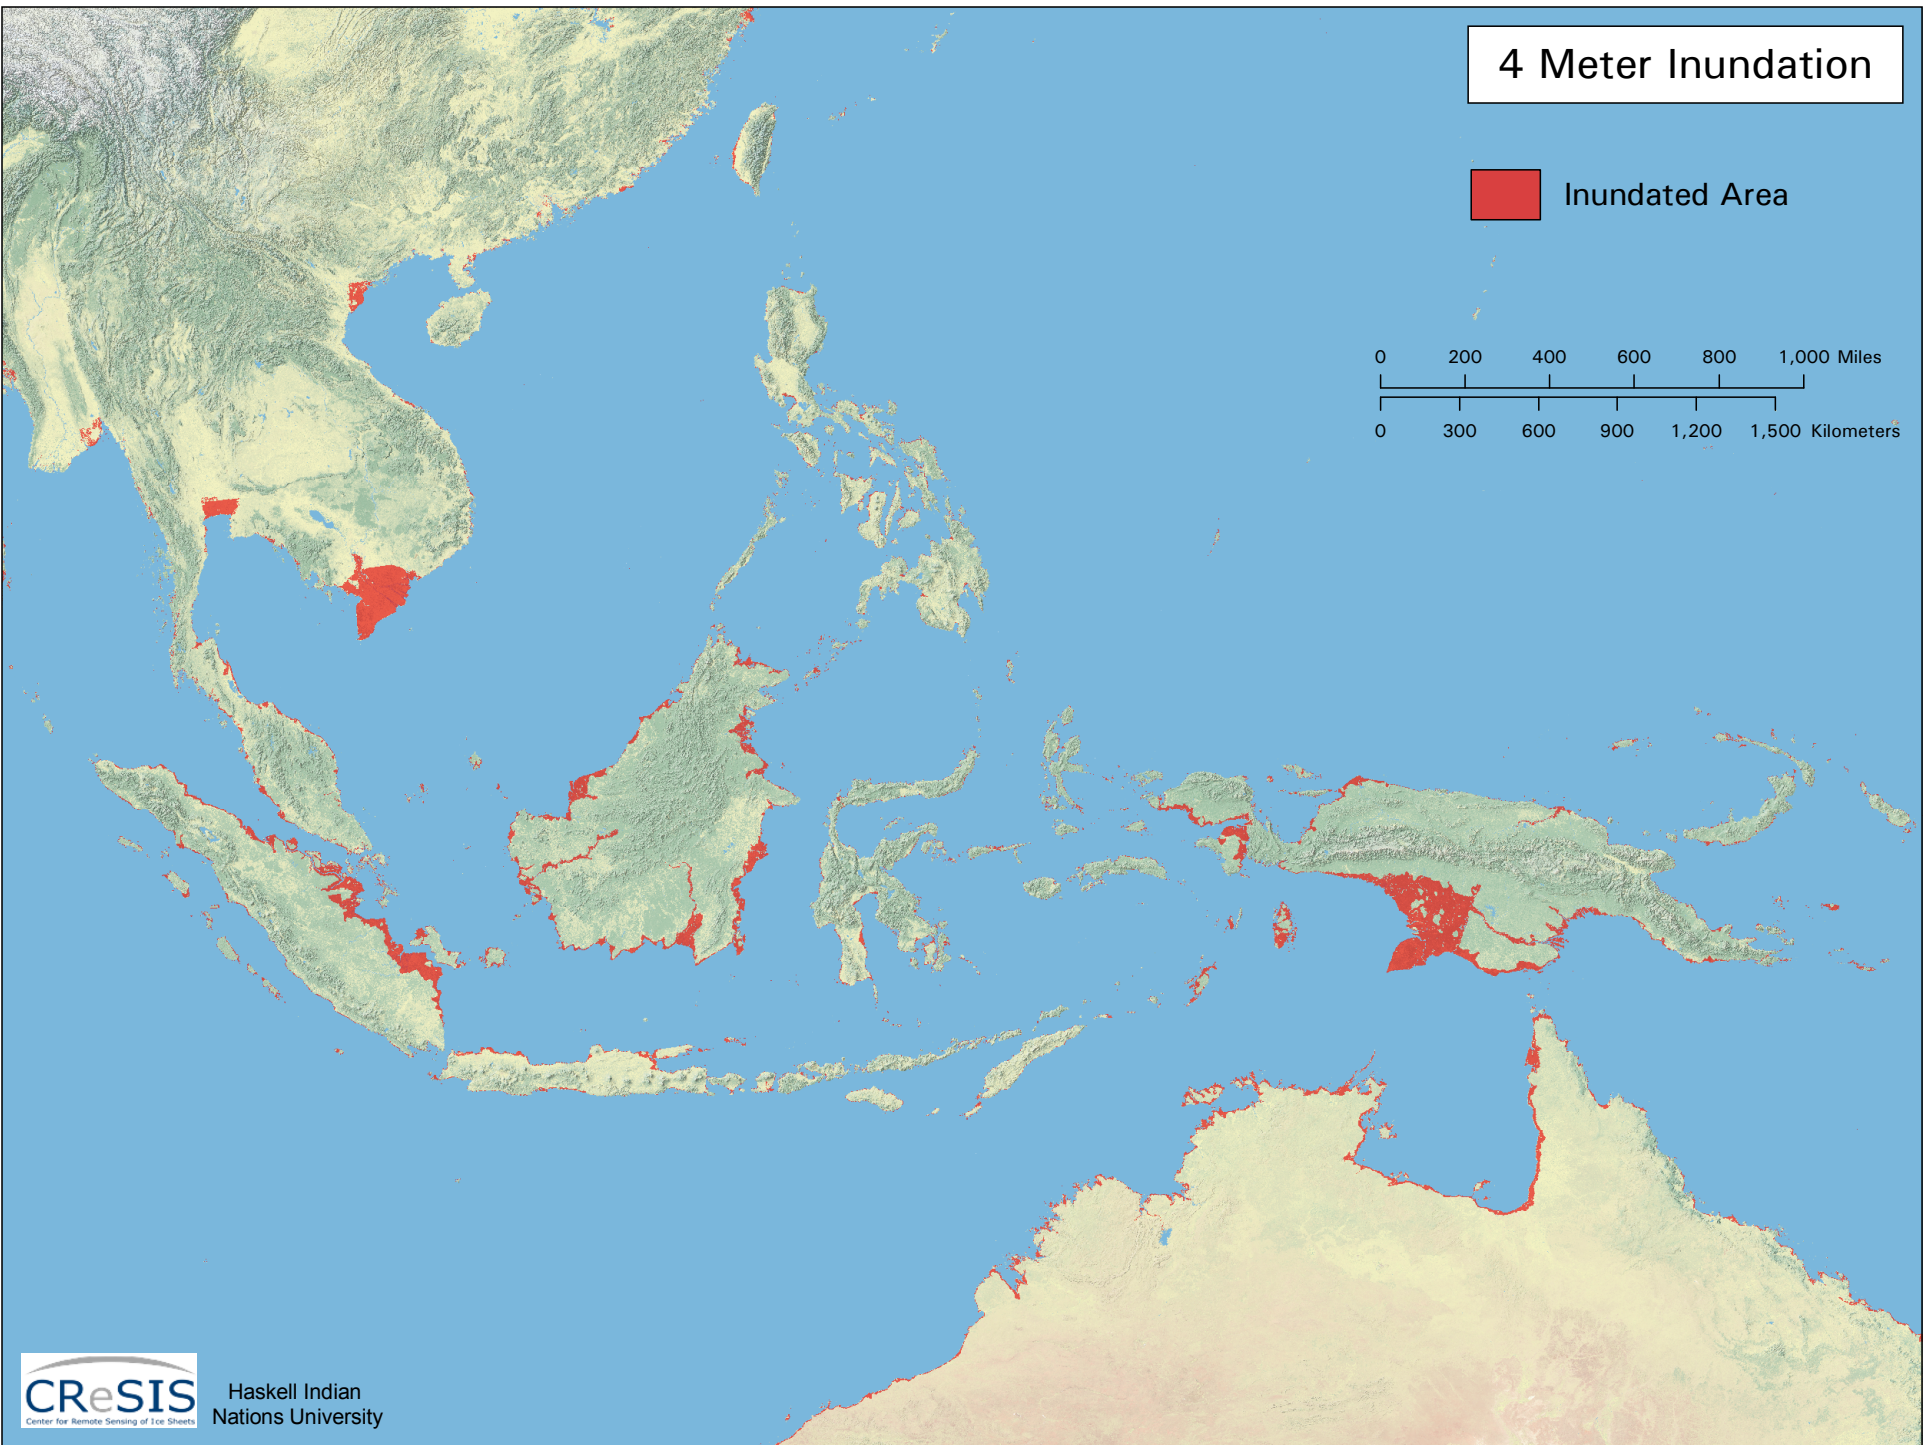 4 Meter Inundation
Inundated Area
0 200 400 600 800 1,000 Miles
0 300 600 900 1,200 1,500 Kilometers
CReSIS
Center for Remote Sensing of Ice Sheets
Haskell Indian
Nations University